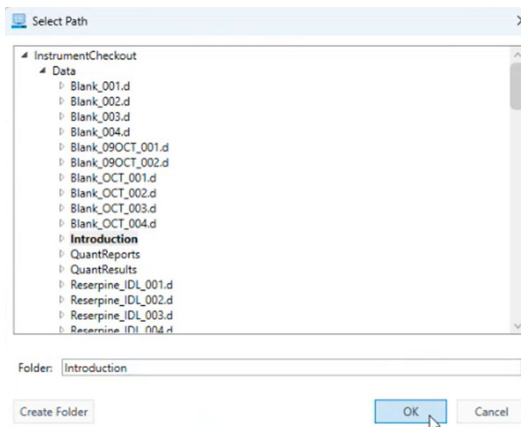 Select Path
InstrumentCheckout
Data
Blank_001.d
Blank_002.d
Blank_003.d
Blank_004.d
Blank_09OCT_001.d
Blank_09OCT_002.d
Blank_OCT_001.d
Blank_OCT_002.d
Blank_OCT_003.d
Blank_OCT_004.d
Introduction
QuantReports
QuantResults
Reserpine_IDL_001.d
Reserpine_IDL_002.d
Reserpine_IDL_003.d
Reserpine_IDL_004.d
Folder: Introduction
Create Folder OK Cancel